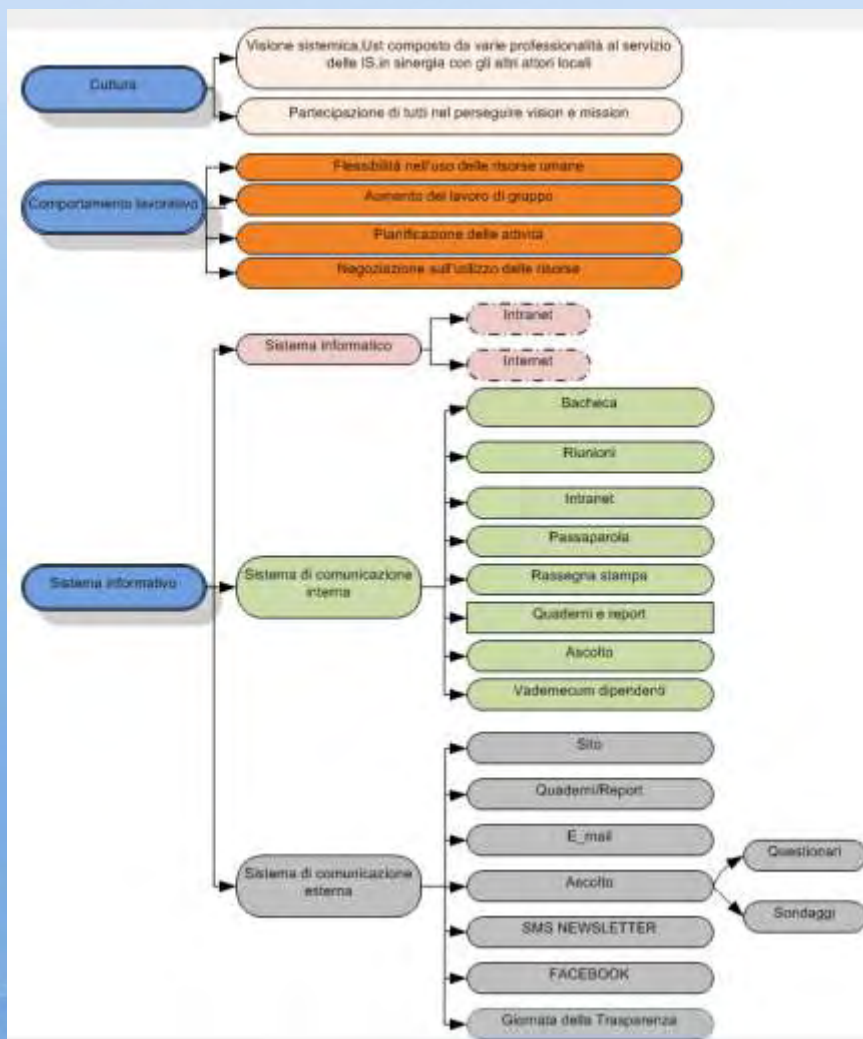 Cultura
Visione sistemica,Ust composto da varie professionalità al servizio
delle IS,in sinergia con gli altri attori locali
Partecipazione di tutti nel perseguire vision e mission
Comportamento lavorativo
Flessibilità nell'uso delle risorse umane
Aumento del lavoro di gruppo
Pianificazione delle attività
Negoziazione sull'utilizzo delle risorse
Sistema informativo
Sistema informatico
Intranet
Internet
Sistema di comunicazione
interna
Bacheca
Riunioni
Intranet
Passaparola
Rassegna stampa
Quaderni e report
Ascolto
Vademecum dipendenti
Sistema di comunicazione
esterna
Sito
Quaderni/Report
E_mail
Ascolto
Questionari
Sondaggi
SMS NEWSLETTER
FACEBOOK
Giornata della Trasparenza